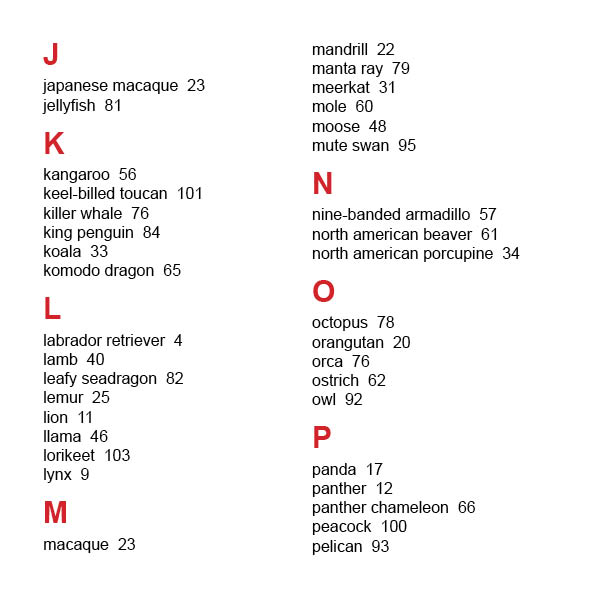 J
japanese macaque  23
jellyfish  81
K
kangaroo  56
keel-billed toucan  101
killer whale  76
king penguin  84
koala  33
komodo dragon  65
L
labrador retriever  4
lamb  40
leafy seadragon  82
lemur  25
lion  11
llama  46
lorikeet  103
lynx  9
M
macaque  23
mandrill  22
manta ray  79
meerkat  31
mole  60
moose  48
mute swan  95
N
nine-banded armadillo  57
north american beaver  61
north american porcupine  34
O
octopus  78
orangutan  20
orca  76
ostrich  62
owl  92
P
panda  17
panther  12
panther chameleon  66
peacock  100
pelican  93